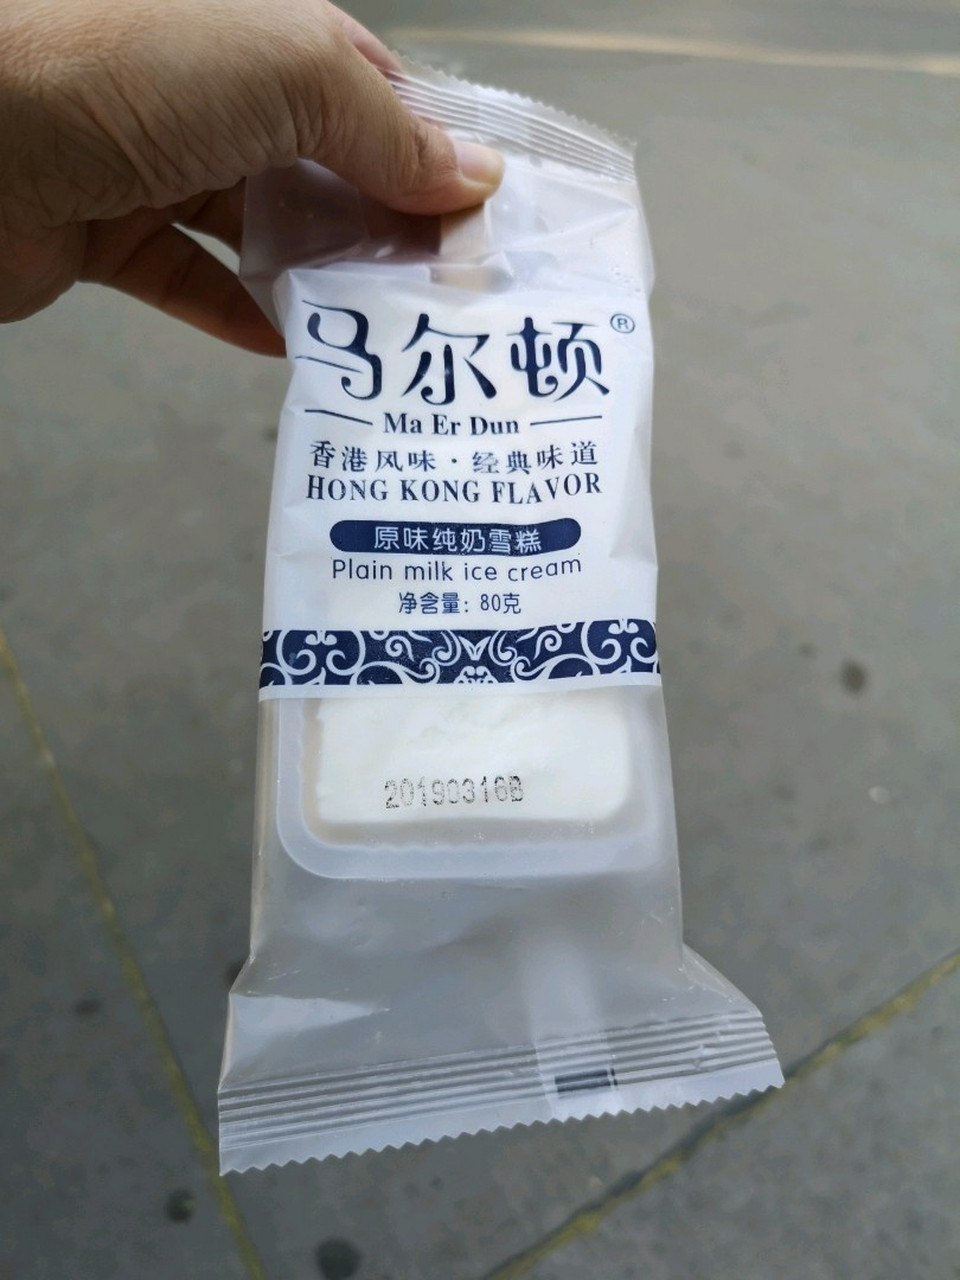 马尔顿®
Ma Er Dun
香港风味·经典味道
HONG KONG FLAVOR
原味纯奶雪糕
Plain milk ice cream
净含量：80克
20190316B